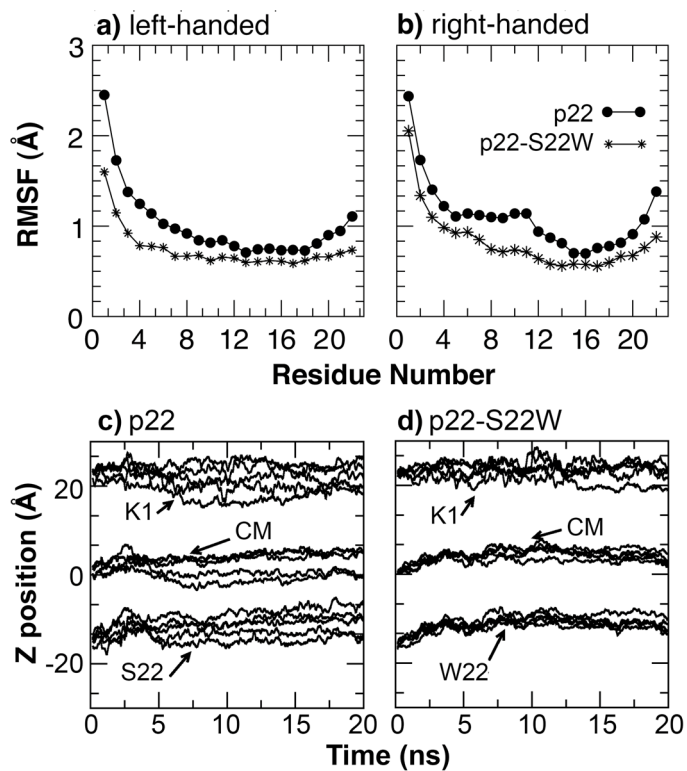 a) left-handed
b) right-handed
3
2
1
0
RMSF (Å)
p22
p22-S22W
0 4 8 12 16 20
0 4 8 12 16 20
Residue Number
c) p22
d) p22-S22W
20
0
-20
Z position (Å)
K1
CM
S22
K1
CM
W22
0 5 10 15 20
0 5 10 15 20
Time (ns)